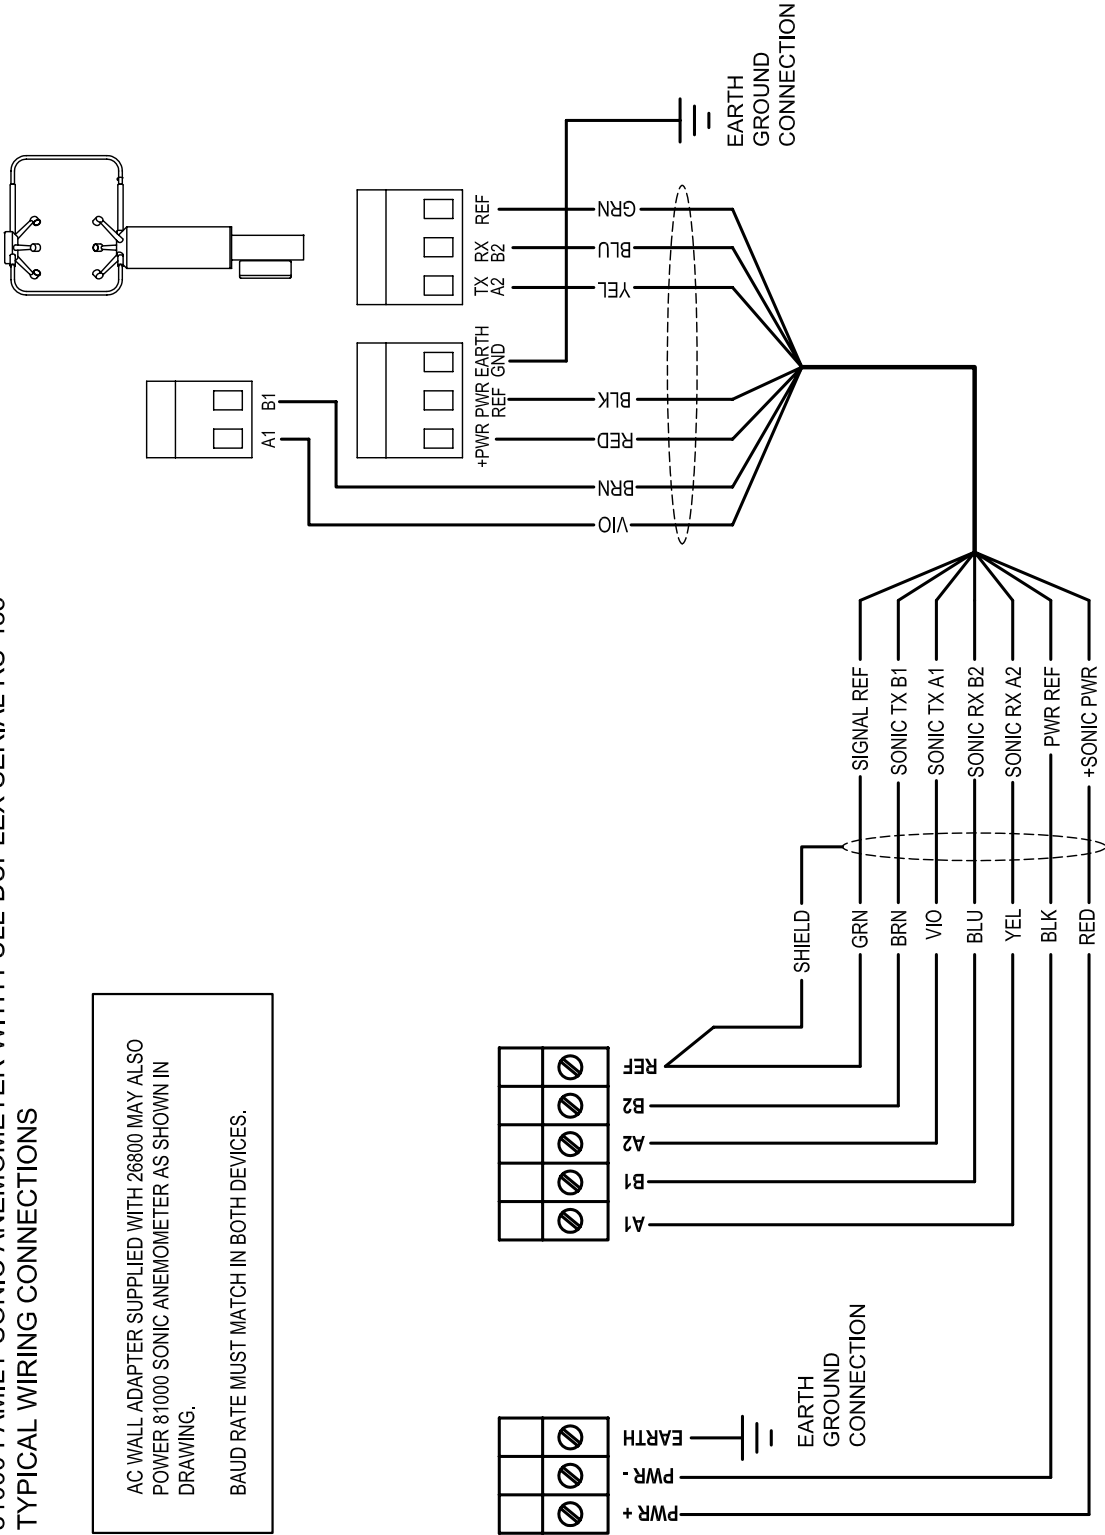 TYPICAL WIRING CONNECTIONS
AC WALL ADAPTER SUPPLIED WITH 26800 MAY ALSO
POWER 81000 SONIC ANEMOMETER AS SHOWN IN
DRAWING.
BAUD RATE MUST MATCH IN BOTH DEVICES.
A1
B1
+PWR
PWR
REF
EARTH
GND
TX
A2
RX
B2
REF
VIO
BRN
RED
BLK
YEL
BLU
GRN
EARTH
GROUND
CONNECTION
PWR +
PWR -
EARTH
EARTH
GROUND
CONNECTION
A1
B1
A2
B2
REF
SHIELD
GRN
SIGNAL REF
BRN
SONIC TX B1
VIO
SONIC TX A1
BLU
SONIC RX B2
YEL
SONIC RX A2
BLK
PWR REF
RED
+SONIC PWR